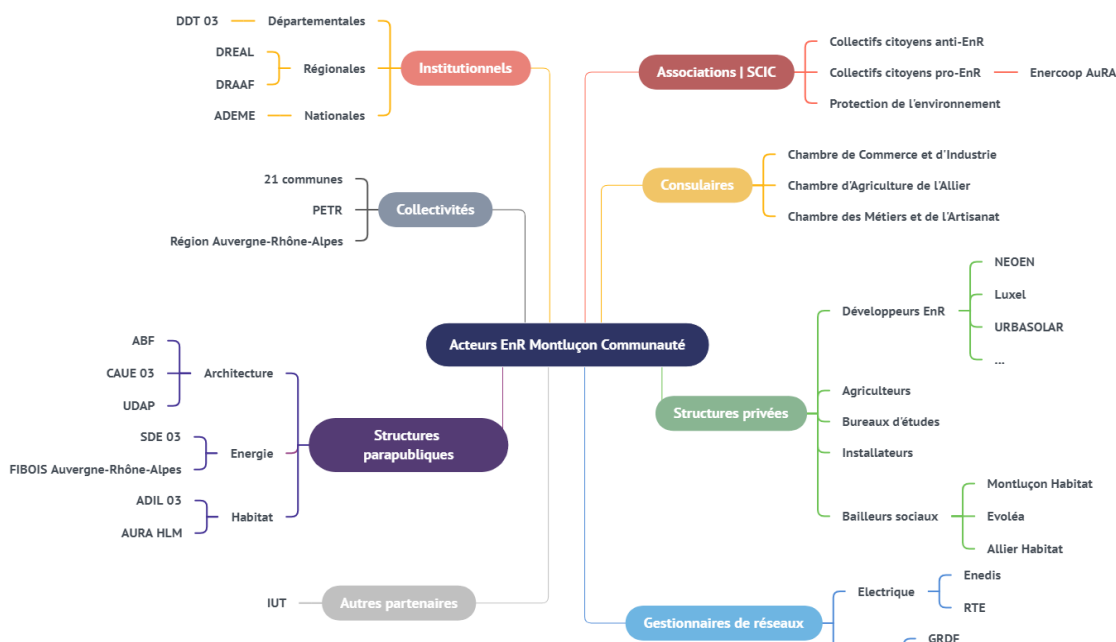 Acteurs EnR Montluçon Communauté
Institutionnels
Départementales
DDT 03
Régionales
DREAL
DRAAF
Nationales
ADEME
Collectivités
21 communes
PETR
Région Auvergne-Rhône-Alpes
Structures
parapubliques
Architecture
ABF
CAUE 03
UDAP
Energie
SDE 03
FIBOIS Auvergne-Rhône-Alpes
Habitat
ADIL 03
AURA HLM
Autres partenaires
IUT
Associations | SCIC
Collectifs citoyens anti-EnR
Collectifs citoyens pro-EnR
Enercoop AuRA
Protection de l'environnement
Consulaires
Chambre de Commerce et d'Industrie
Chambre d'Agriculture de l'Allier
Chambre des Métiers et de l'Artisanat
Structures privées
Développeurs EnR
NEOEN
Luxel
URBASOLAR
...
Agriculteurs
Bureaux d'études
Installateurs
Bailleurs sociaux
Montluçon Habitat
Evoléa
Allier Habitat
Gestionnaires de réseaux
Electrique
Enedis
RTE
GRDF